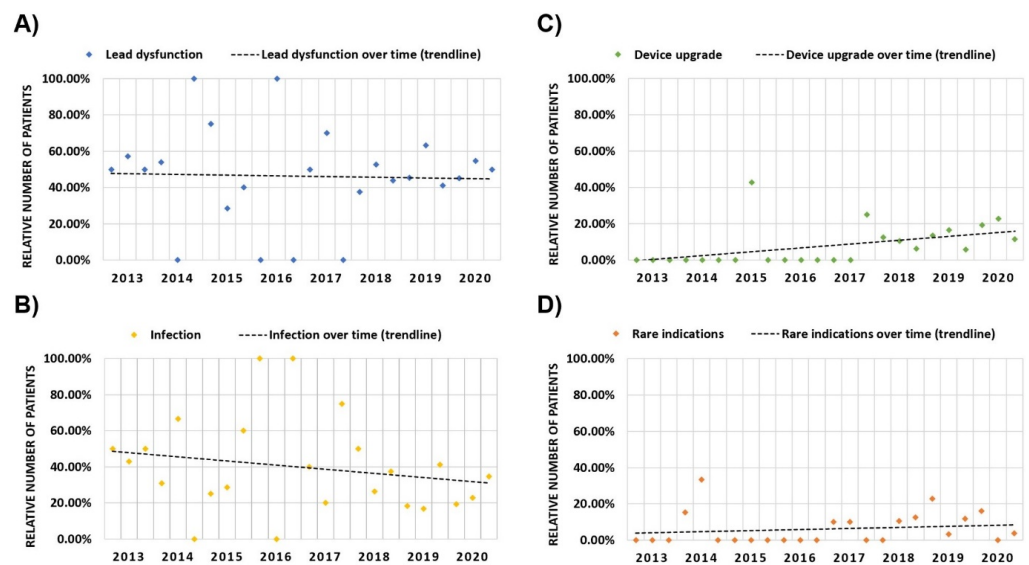 A)
Lead dysfunction Lead dysfunction over time (trendline)
RELATIVE NUMBER OF PATIENTS
100.00%
80.00%
60.00%
40.00%
20.00%
0.00%
2013 2014 2015 2016 2017 2018 2019 2020
B)
Infection Infection over time (trendline)
RELATIVE NUMBER OF PATIENTS
100.00%
80.00%
60.00%
40.00%
20.00%
0.00%
2013 2014 2015 2016 2017 2018 2019 2020
C)
Device upgrade Device upgrade over time (trendline)
RELATIVE NUMBER OF PATIENTS
100.00%
80.00%
60.00%
40.00%
20.00%
0.00%
2013 2014 2015 2016 2017 2018 2019 2020
D)
Rare indications Rare indications over time (trendline)
RELATIVE NUMBER OF PATIENTS
100.00%
80.00%
60.00%
40.00%
20.00%
0.00%
2013 2014 2015 2016 2017 2018 2019 2020